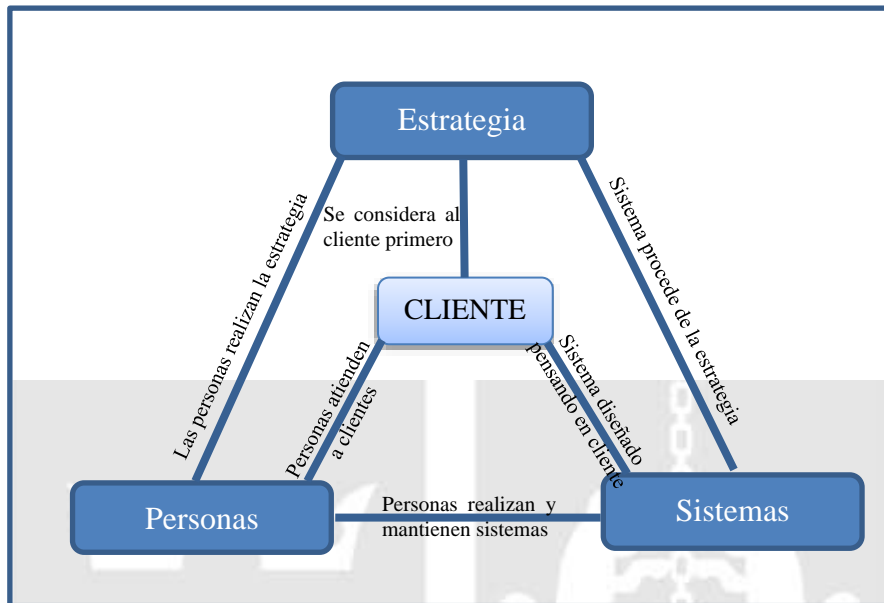 Estrategia
Las personas realizan la estrategia
Se considera al
cliente primero
Sistema procede de la estrategia
CLIENTE
Personas atienden
a clientes
Sistema diseñado
pensando en cliente
Personas
Personas realizan y
mantienen sistemas
Sistemas